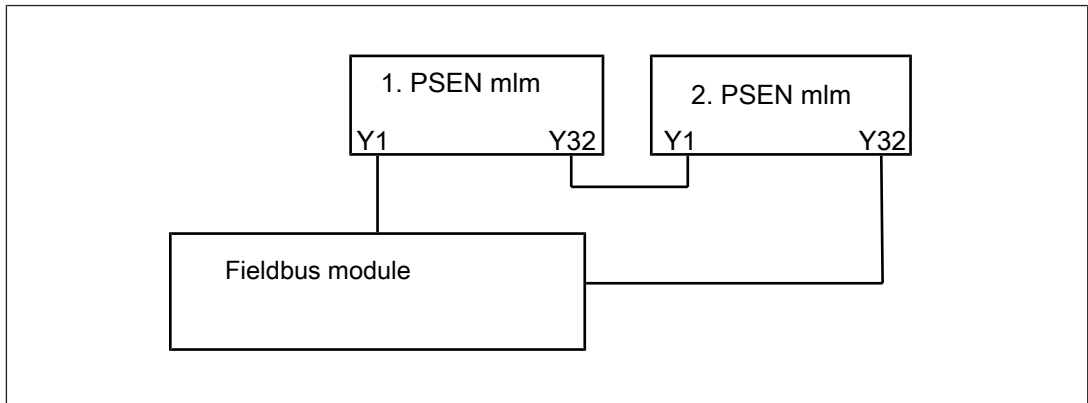 1. PSEN mlm
2. PSEN mlm
Y1 Y32 Y1 Y32
Fieldbus module